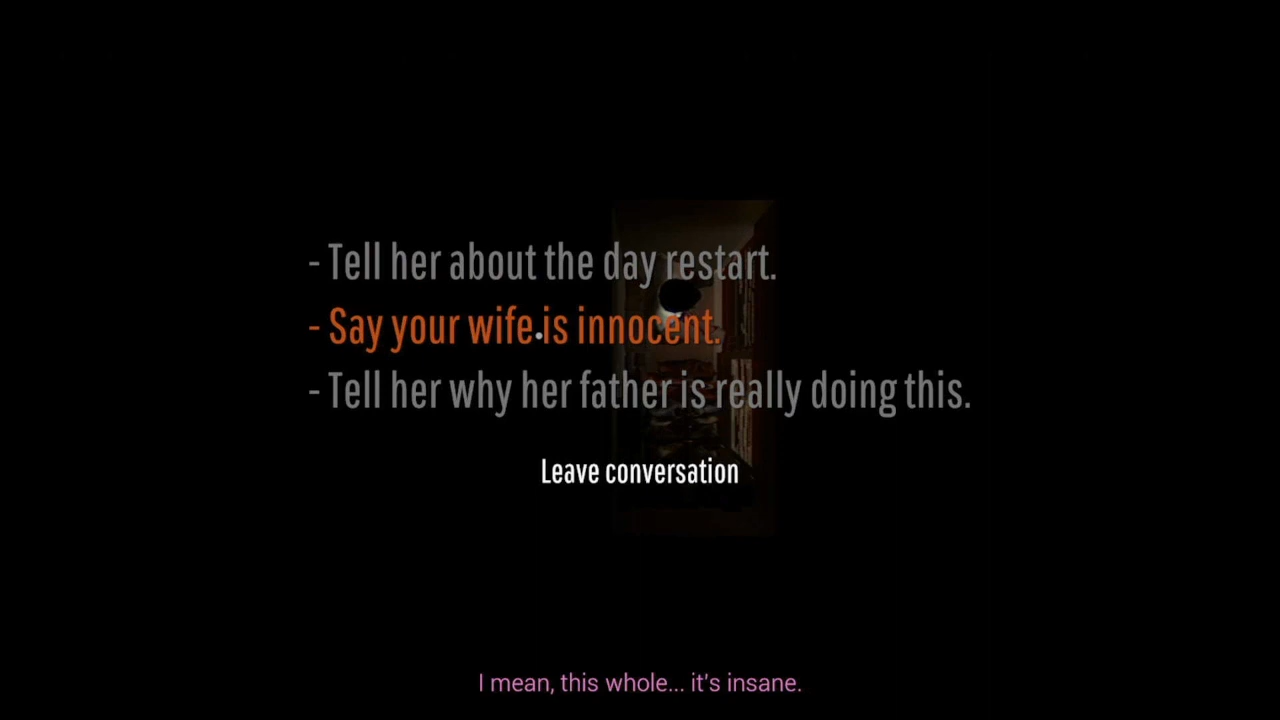 - Tell her about the day restart.
- Say your wife is innocent.
- Tell her why her father is really doing this.
Leave conversation
I mean, this whole... it's insane.